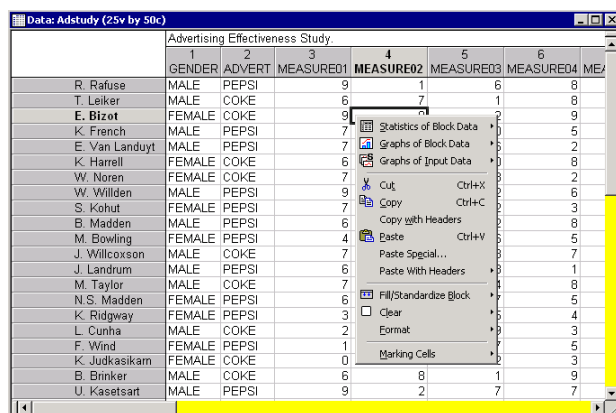 Data: Adstudy (25v by 50c)
Advertising Effectiveness Study.
1 2 3 4 5 6
GENDER ADVERT MEASURE01 MEASURE02 MEASURE03 MEASURE04
R. Rafuse MALE PEPSI 9 1 6 8
T. Leiker MALE COKE 6 7 1 8
E. Bizot FEMALE COKE 9 9
K. French MALE PEPSI 7 5
E. Van Landuyt MALE PEPSI 7 2
K. Harrell FEMALE COKE 6 8
W. Noren FEMALE COKE 7 2
W. Willden MALE PEPSI 9 6
S. Kohut FEMALE PEPSI 7 3
B. Madden MALE PEPSI 6 8
M. Bowling FEMALE PEPSI 4 5
J. Willcoxson MALE COKE 7 7
J. Landrum MALE PEPSI 6 1
M. Taylor MALE COKE 7 8
N.S. Madden FEMALE PEPSI 6 5
K. Ridgway FEMALE PEPSI 3 4
L. Cunha MALE COKE 2 3
F. Wind FEMALE PEPSI 1 5
K. Judkasikarn FEMALE COKE 0 3
B. Brinker MALE COKE 6 8 1 9
U. Kasetsart MALE PEPSI 9 2 7 7
Statistics of Block Data
Graphs of Block Data
Graphs of Input Data
Cut Ctrl+X
Copy Ctrl+C
Copy with Headers
Paste Ctrl+V
Paste Special...
Paste With Headers
Fill/Standardize Block
Clear
Format
Marking Cells